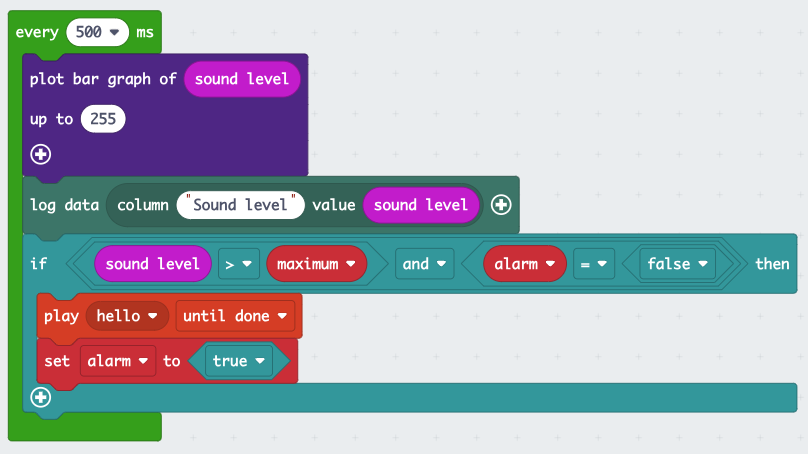 every 500 ms
plot bar graph of sound level
up to 255
log data column "Sound level" value sound level
if sound level > maximum and alarm = false then
play hello until done
set alarm to true